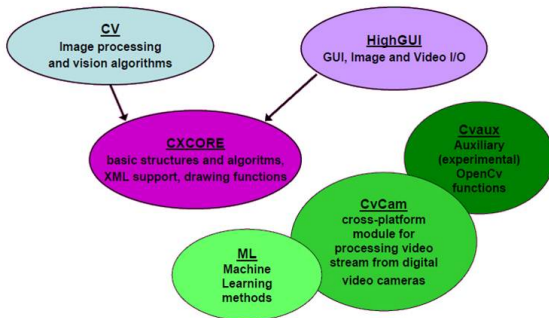 CV
Image processing
and vision algorithms
HighGUI
GUI, Image and Video I/O
CXCORE
basic structures and algoritms,
XML support, drawing functions
Cvaux
Auxiliary
(experimental)
OpenCv
functions
CvCam
cross-platform
module for
processing video
stream from digital
video cameras
ML
Machine
Learning
methods